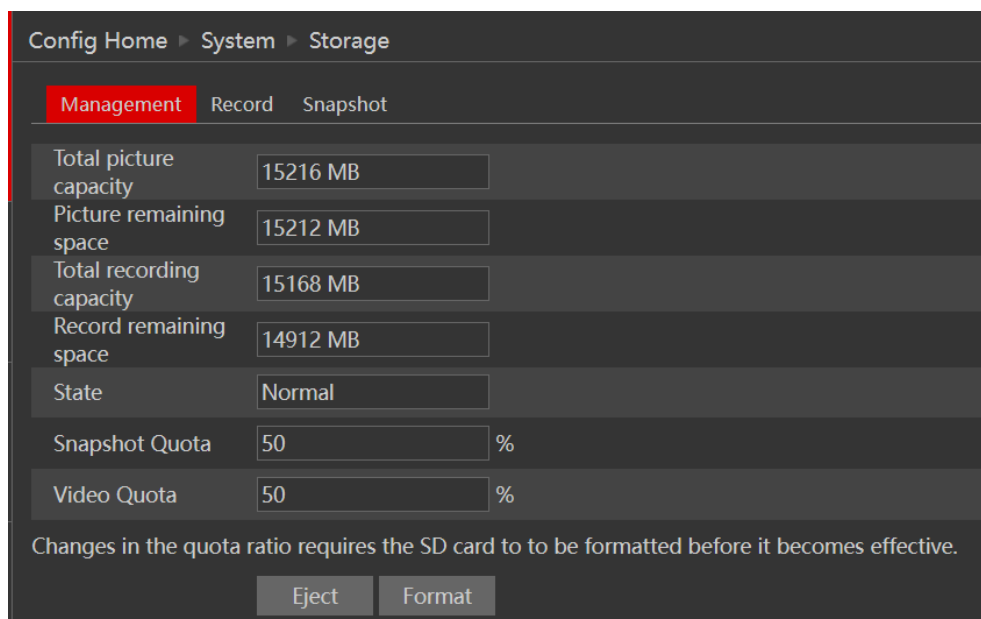 Config Home ▶ System ▶ Storage
Management Record Snapshot
Total picture
capacity
15216 MB
Picture remaining
space
15212 MB
Total recording
capacity
15168 MB
Record remaining
space
14912 MB
State
Normal
Snapshot Quota
50 %
Video Quota
50 %
Changes in the quota ratio requires the SD card to to be formatted before it becomes effective.
Eject Format